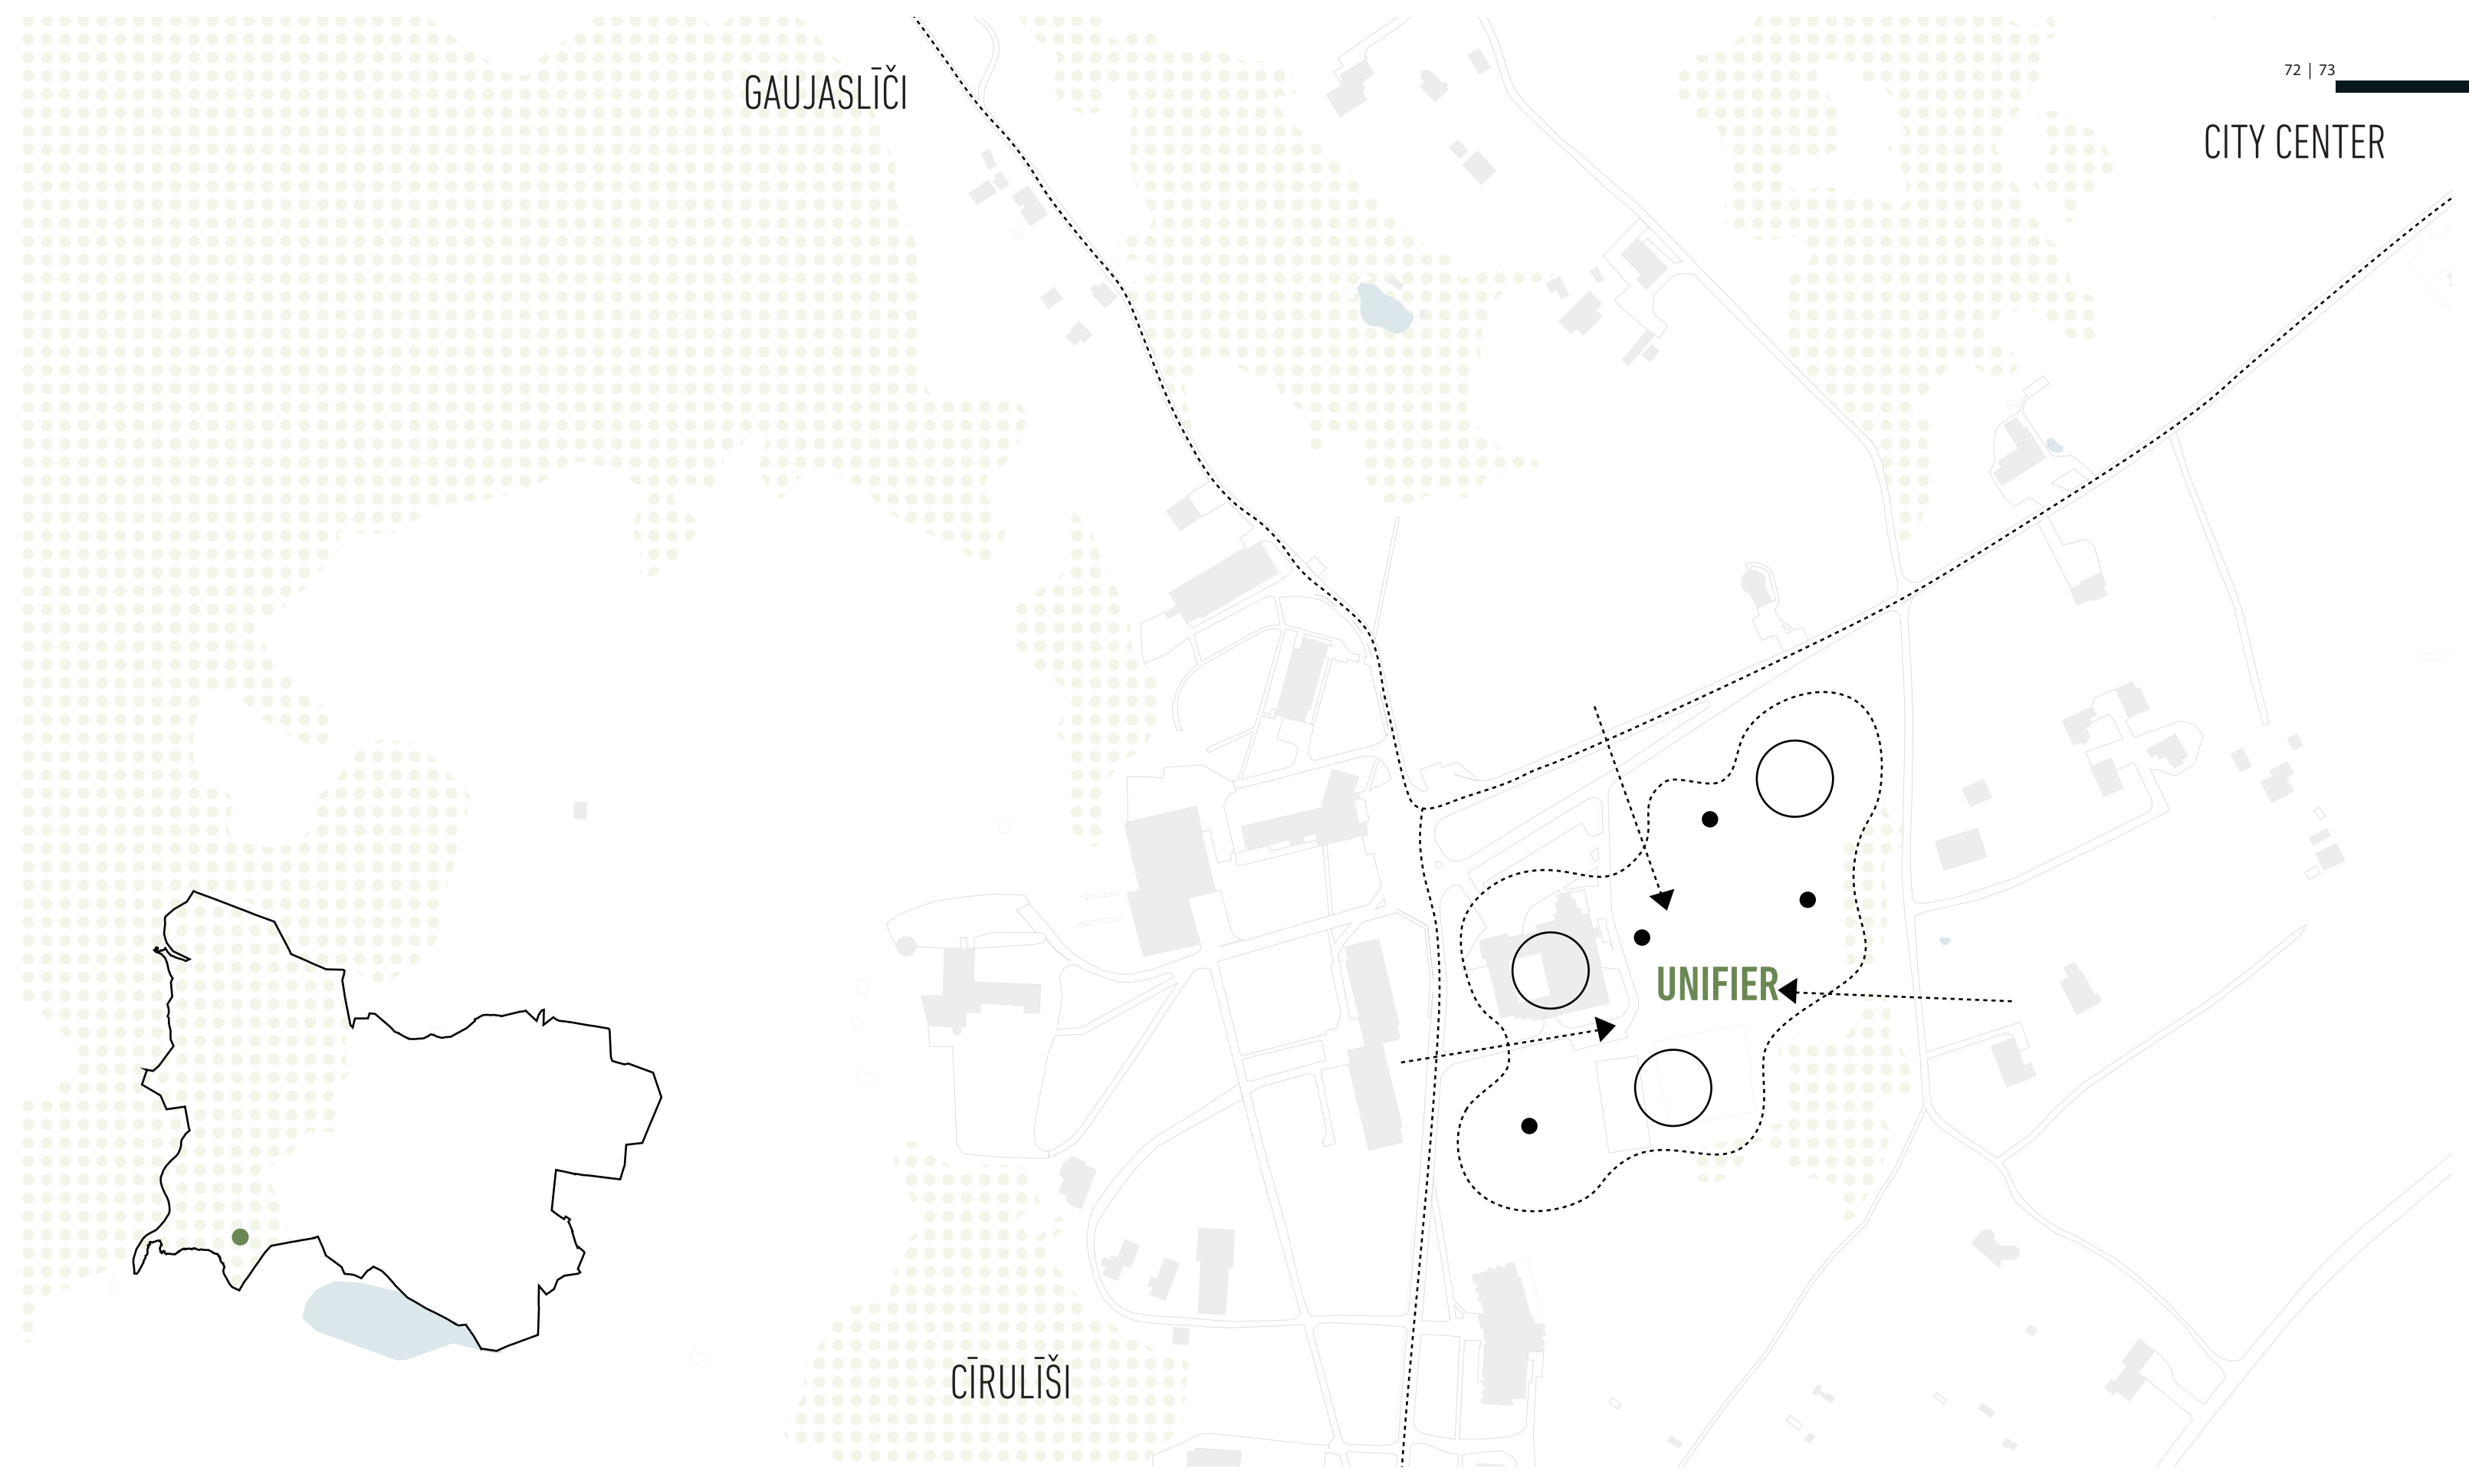 72 | 73
GAUJASLĪČI
CITY CENTER
UNIFIER
CĪRULĪŠI